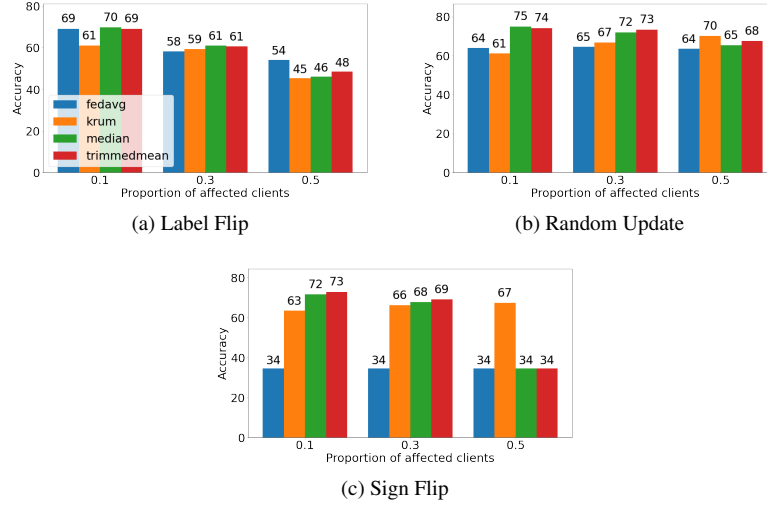 80
60
40
20
0
Accuracy
69 61 70 69
58 59 61 61
54 45 46 48
fedavg
krum
median
trimmedmean
0.1 0.3 0.5
Proportion of affected clients
(a) Label Flip
80
60
40
20
0
Accuracy
64 61 75 74
65 67 72 73
64 70 65 68
0.1 0.3 0.5
Proportion of affected clients
(b) Random Update
80
60
40
20
0
Accuracy
34 63 72 73
34 66 68 69
34 67 34 34
0.1 0.3 0.5
Proportion of affected clients
(c) Sign Flip